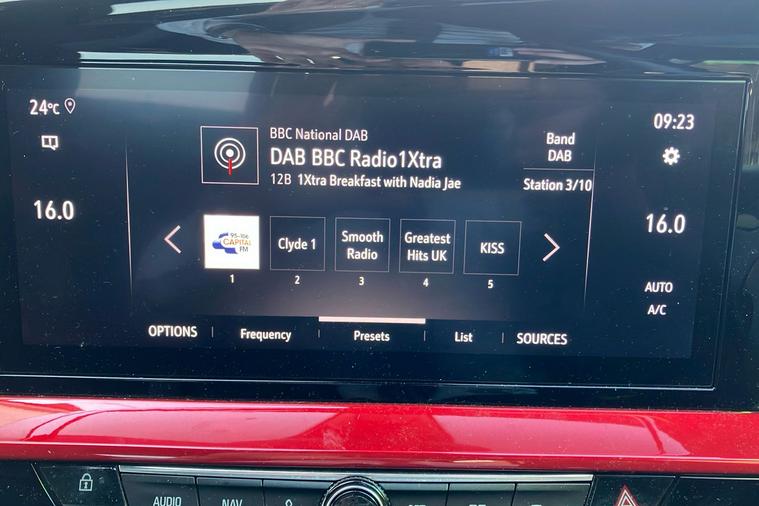 24°C
09:23
BBC National DAB
DAB BBC Radio1Xtra
12B 1Xtra Breakfast with Nadia Jae
Band
DAB
Station 3/10
16.0
16.0
95-106
CAPITAL
FM
Clyde 1
Smooth
Radio
Greatest
Hits UK
KISS
1
2
3
4
5
AUTO
A/C
OPTIONS
Frequency
Presets
List
SOURCES
AUDIO
NAV